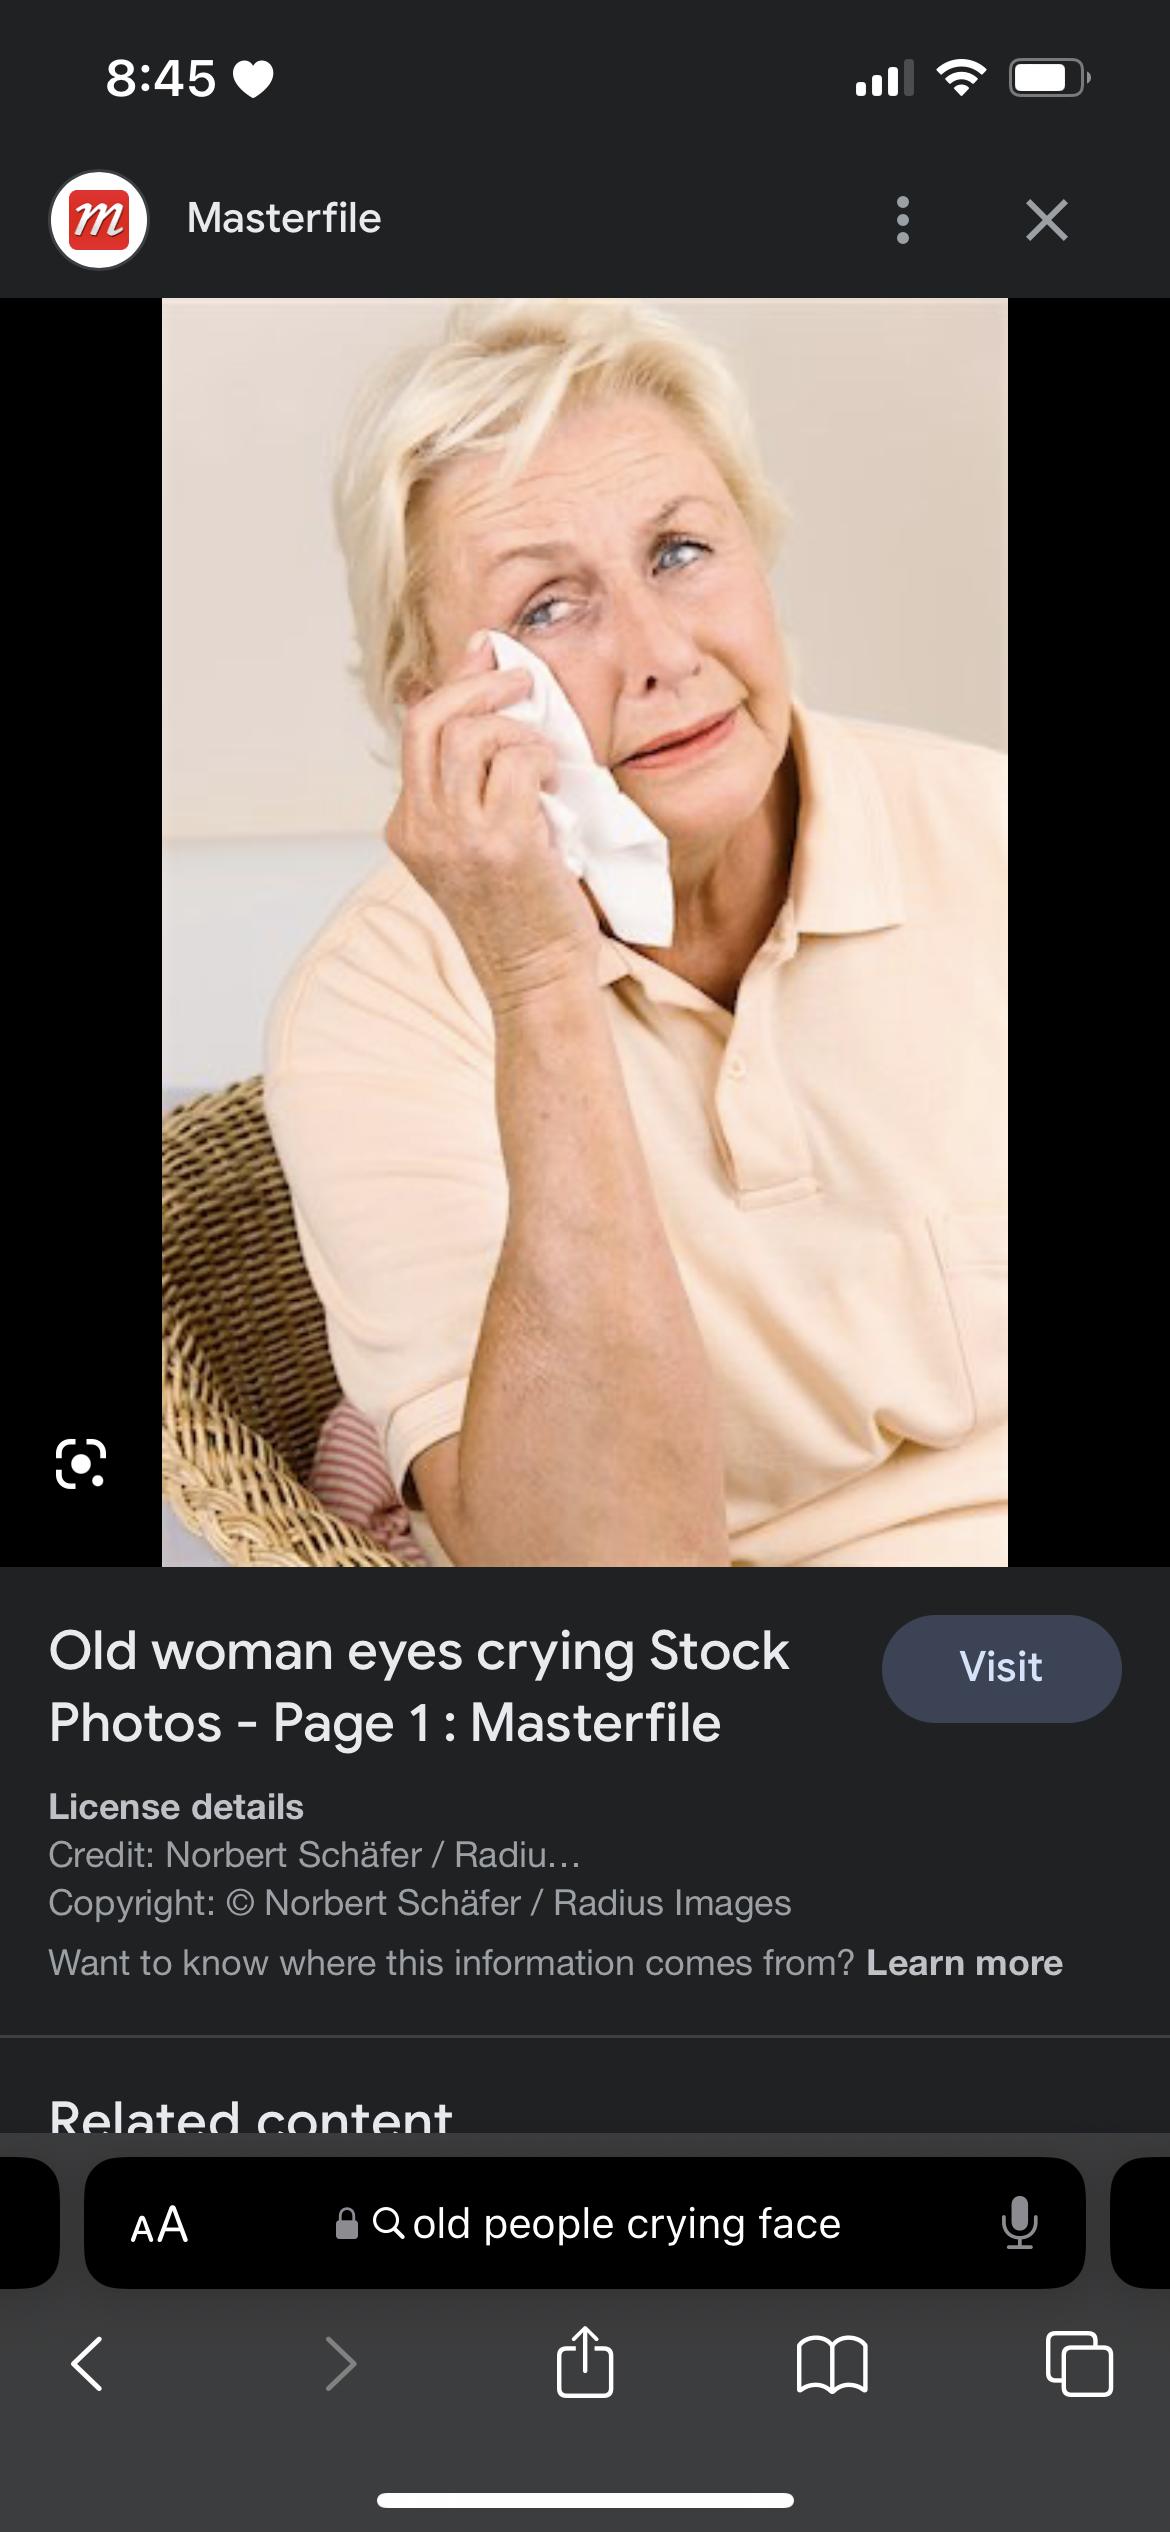 8:45
m
Masterfile
Old woman eyes crying Stock
Photos - Page 1 : Masterfile
Visit
License details
Credit: Norbert Schäfer / Radiu...
Copyright: © Norbert Schäfer / Radius Images
Want to know where this information comes from? Learn more
Related content
AA
old people crying face